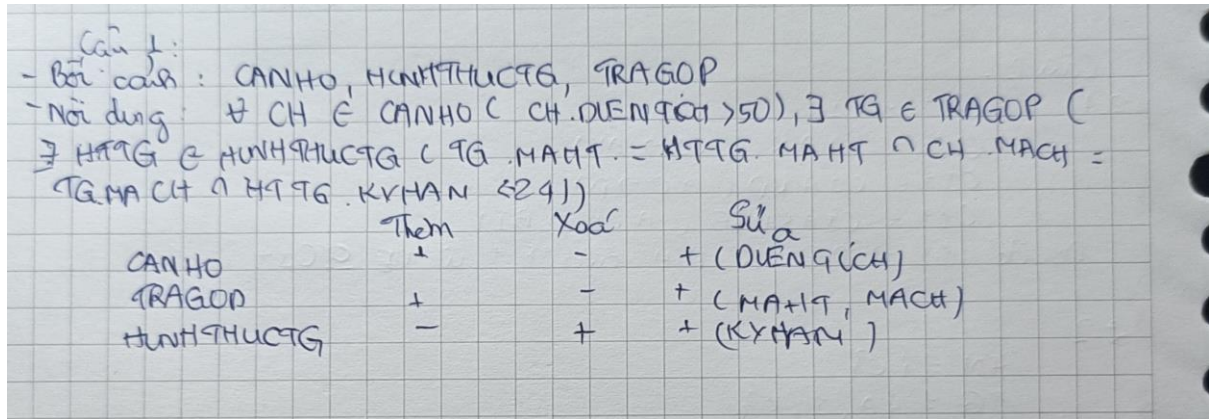 Câu 1:
- Bối cảnh : CANHO, HINHTHUCTG, TRAGOP
- Nội dung : ∀ CH ∈ CANHO ( CH.DIENTICH >50), ∃ TG ∈ TRAGOP (
∃ HTTG ∈ HINHTHUCTG ( TG.MAHT = HTTG.MAHT ∩ CH.MACH =
TG.MACH ∩ HTTG.KYHAN <24))
Thêm Xoá Sửa
CANHO + - + (DIENTICH)
TRAGOP + - + (MAHT, MACH)
HINHTHUCTG - + + (KYHAN)